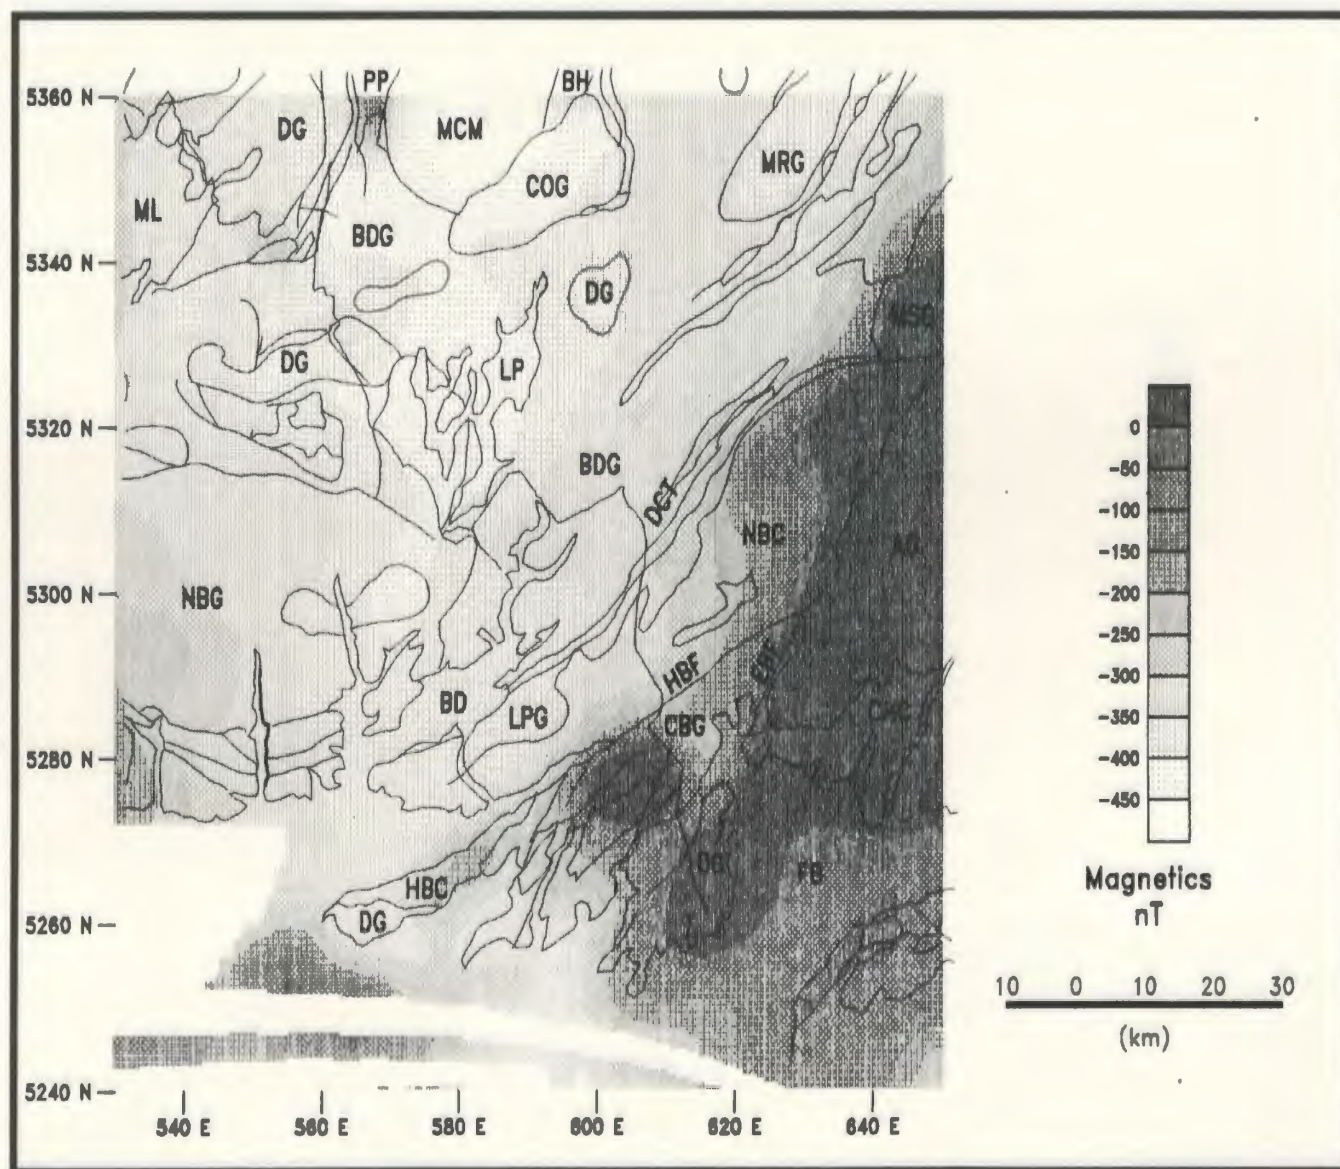 PP
BH
5360 N
DG
MCM
MRG
COG
ML
BDG
5340 N
DG
DG
LP
5320 N
BDG
DCT
NBC
AG
5300 N
NBG
HBF
BD
LPG
CBG
5280 N
DG
FB
HBC
DG
5260 N
5240 N
540 E
560 E
580 E
600 E
620 E
640 E
0
-50
-100
-150
-200
-250
-300
-350
-400
-450
Magnetics
nT
10 0 10 20 30
(km)